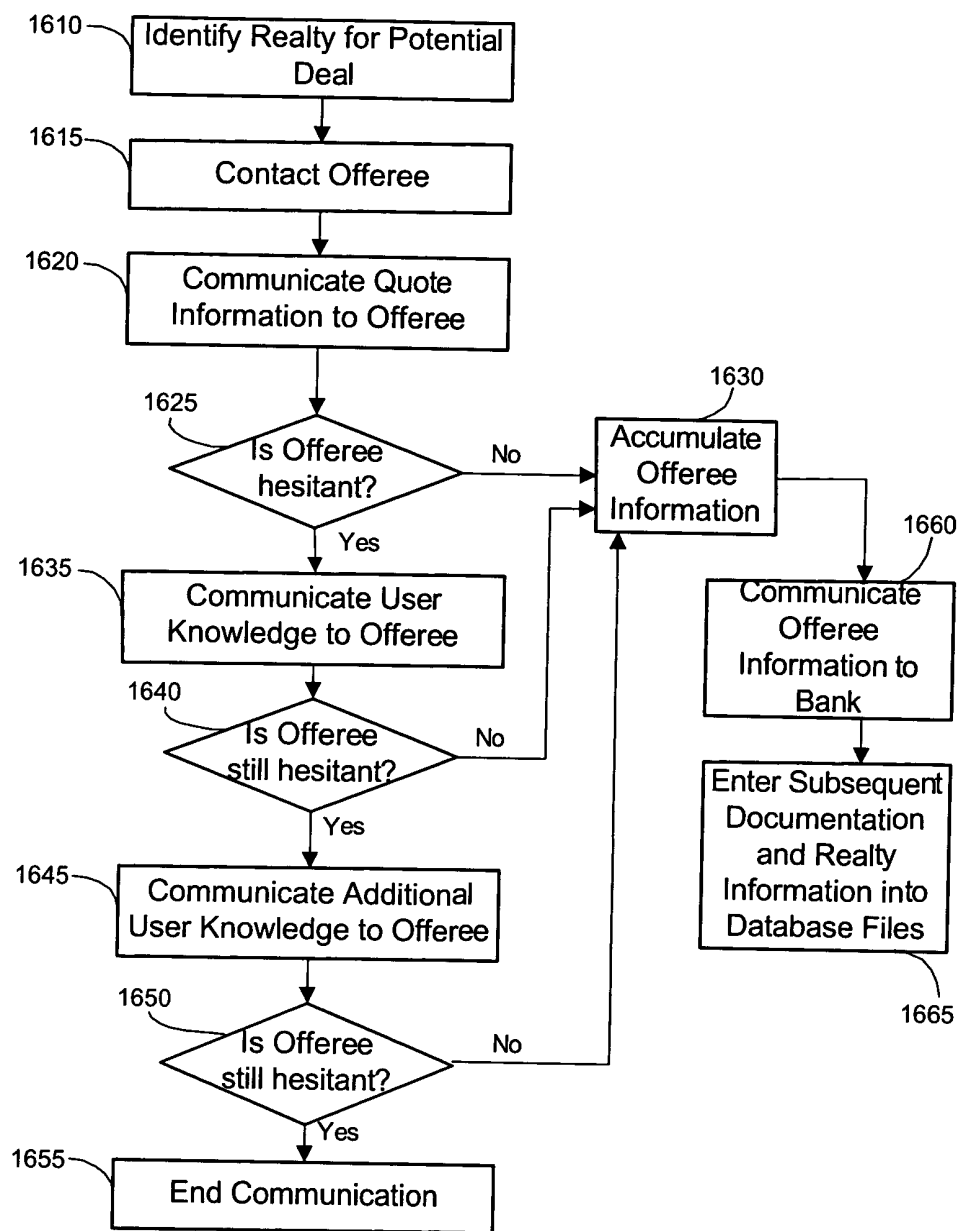 1610
Identify Realty for Potential
Deal
1615
Contact Offeree
1620
Communicate Quote
Information to Offeree
1625
Is Offeree
hesitant?
No
Yes
1630
Accumulate
Offeree
Information
1635
Communicate User
Knowledge to Offeree
1640
Is Offeree
still hesitant?
No
Yes
1660
Communicate
Offeree
Information to
Bank
1645
Communicate Additional
User Knowledge to Offeree
1650
Is Offeree
still hesitant?
No
Yes
Enter Subsequent
Documentation
and Realty
Information into
Database Files
1665
1655
End Communication